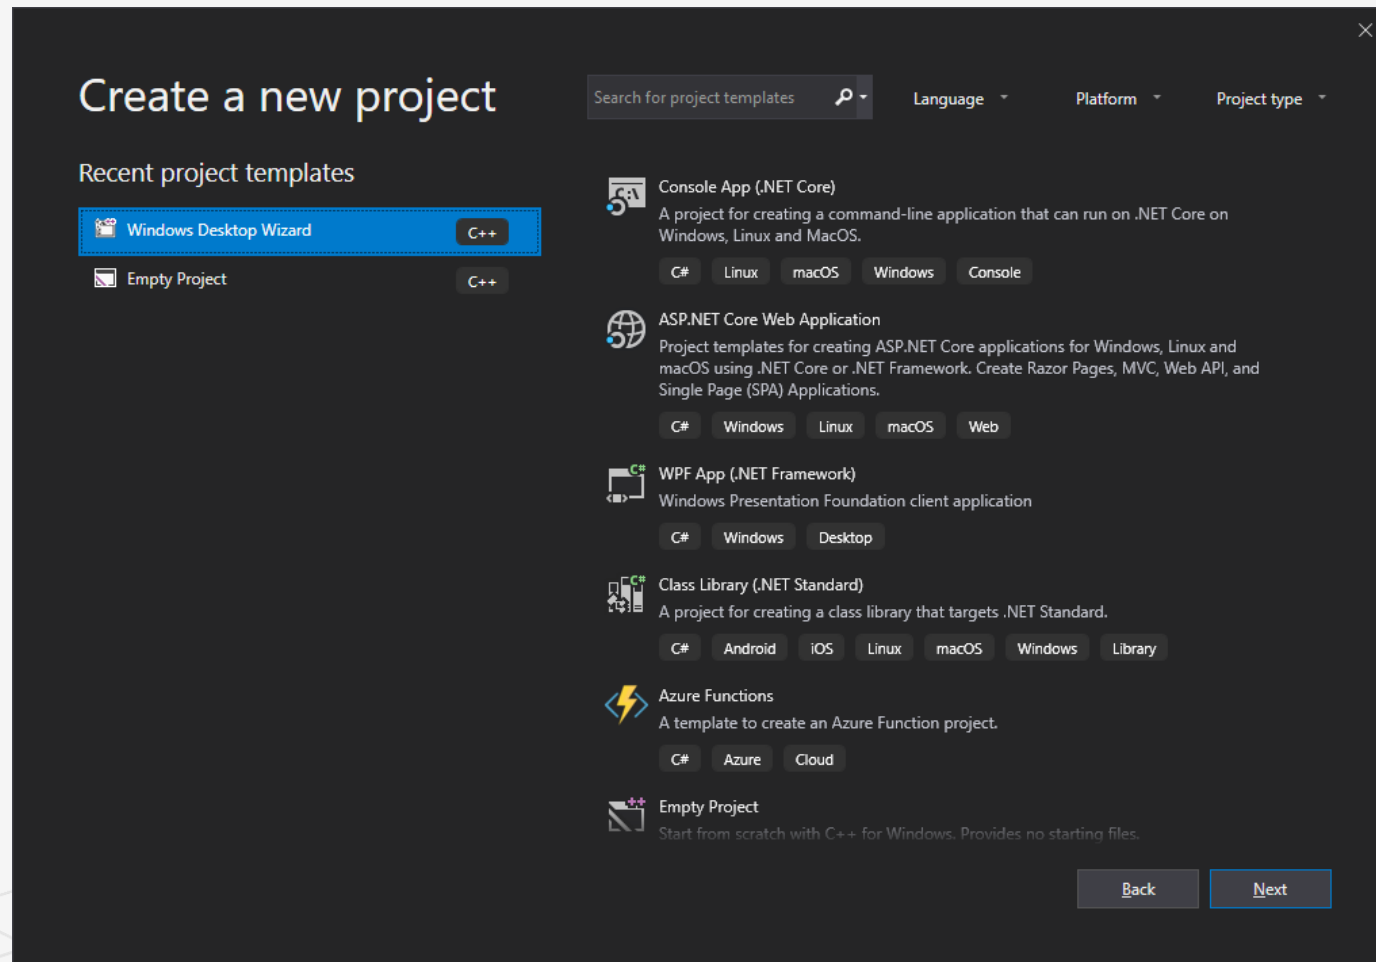 Create a new project
Search for project templates
Language
Platform
Project type
Recent project templates
Windows Desktop Wizard C++
Empty Project C++
Console App (.NET Core)
A project for creating a command-line application that can run on .NET Core on
Windows, Linux and MacOS.
C# Linux macOS Windows Console
ASP.NET Core Web Application
Project templates for creating ASP.NET Core applications for Windows, Linux and
macOS using .NET Core or .NET Framework. Create Razor Pages, MVC, Web API, and
Single Page (SPA) Applications.
C# Windows Linux macOS Web
WPF App (.NET Framework)
Windows Presentation Foundation client application
C# Windows Desktop
Class Library (.NET Standard)
A project for creating a class library that targets .NET Standard.
C# Android iOS Linux macOS Windows Library
Azure Functions
A template to create an Azure Function project.
C# Azure Cloud
Empty Project
Start from scratch with C++ for Windows. Provides no starting files.
Back Next